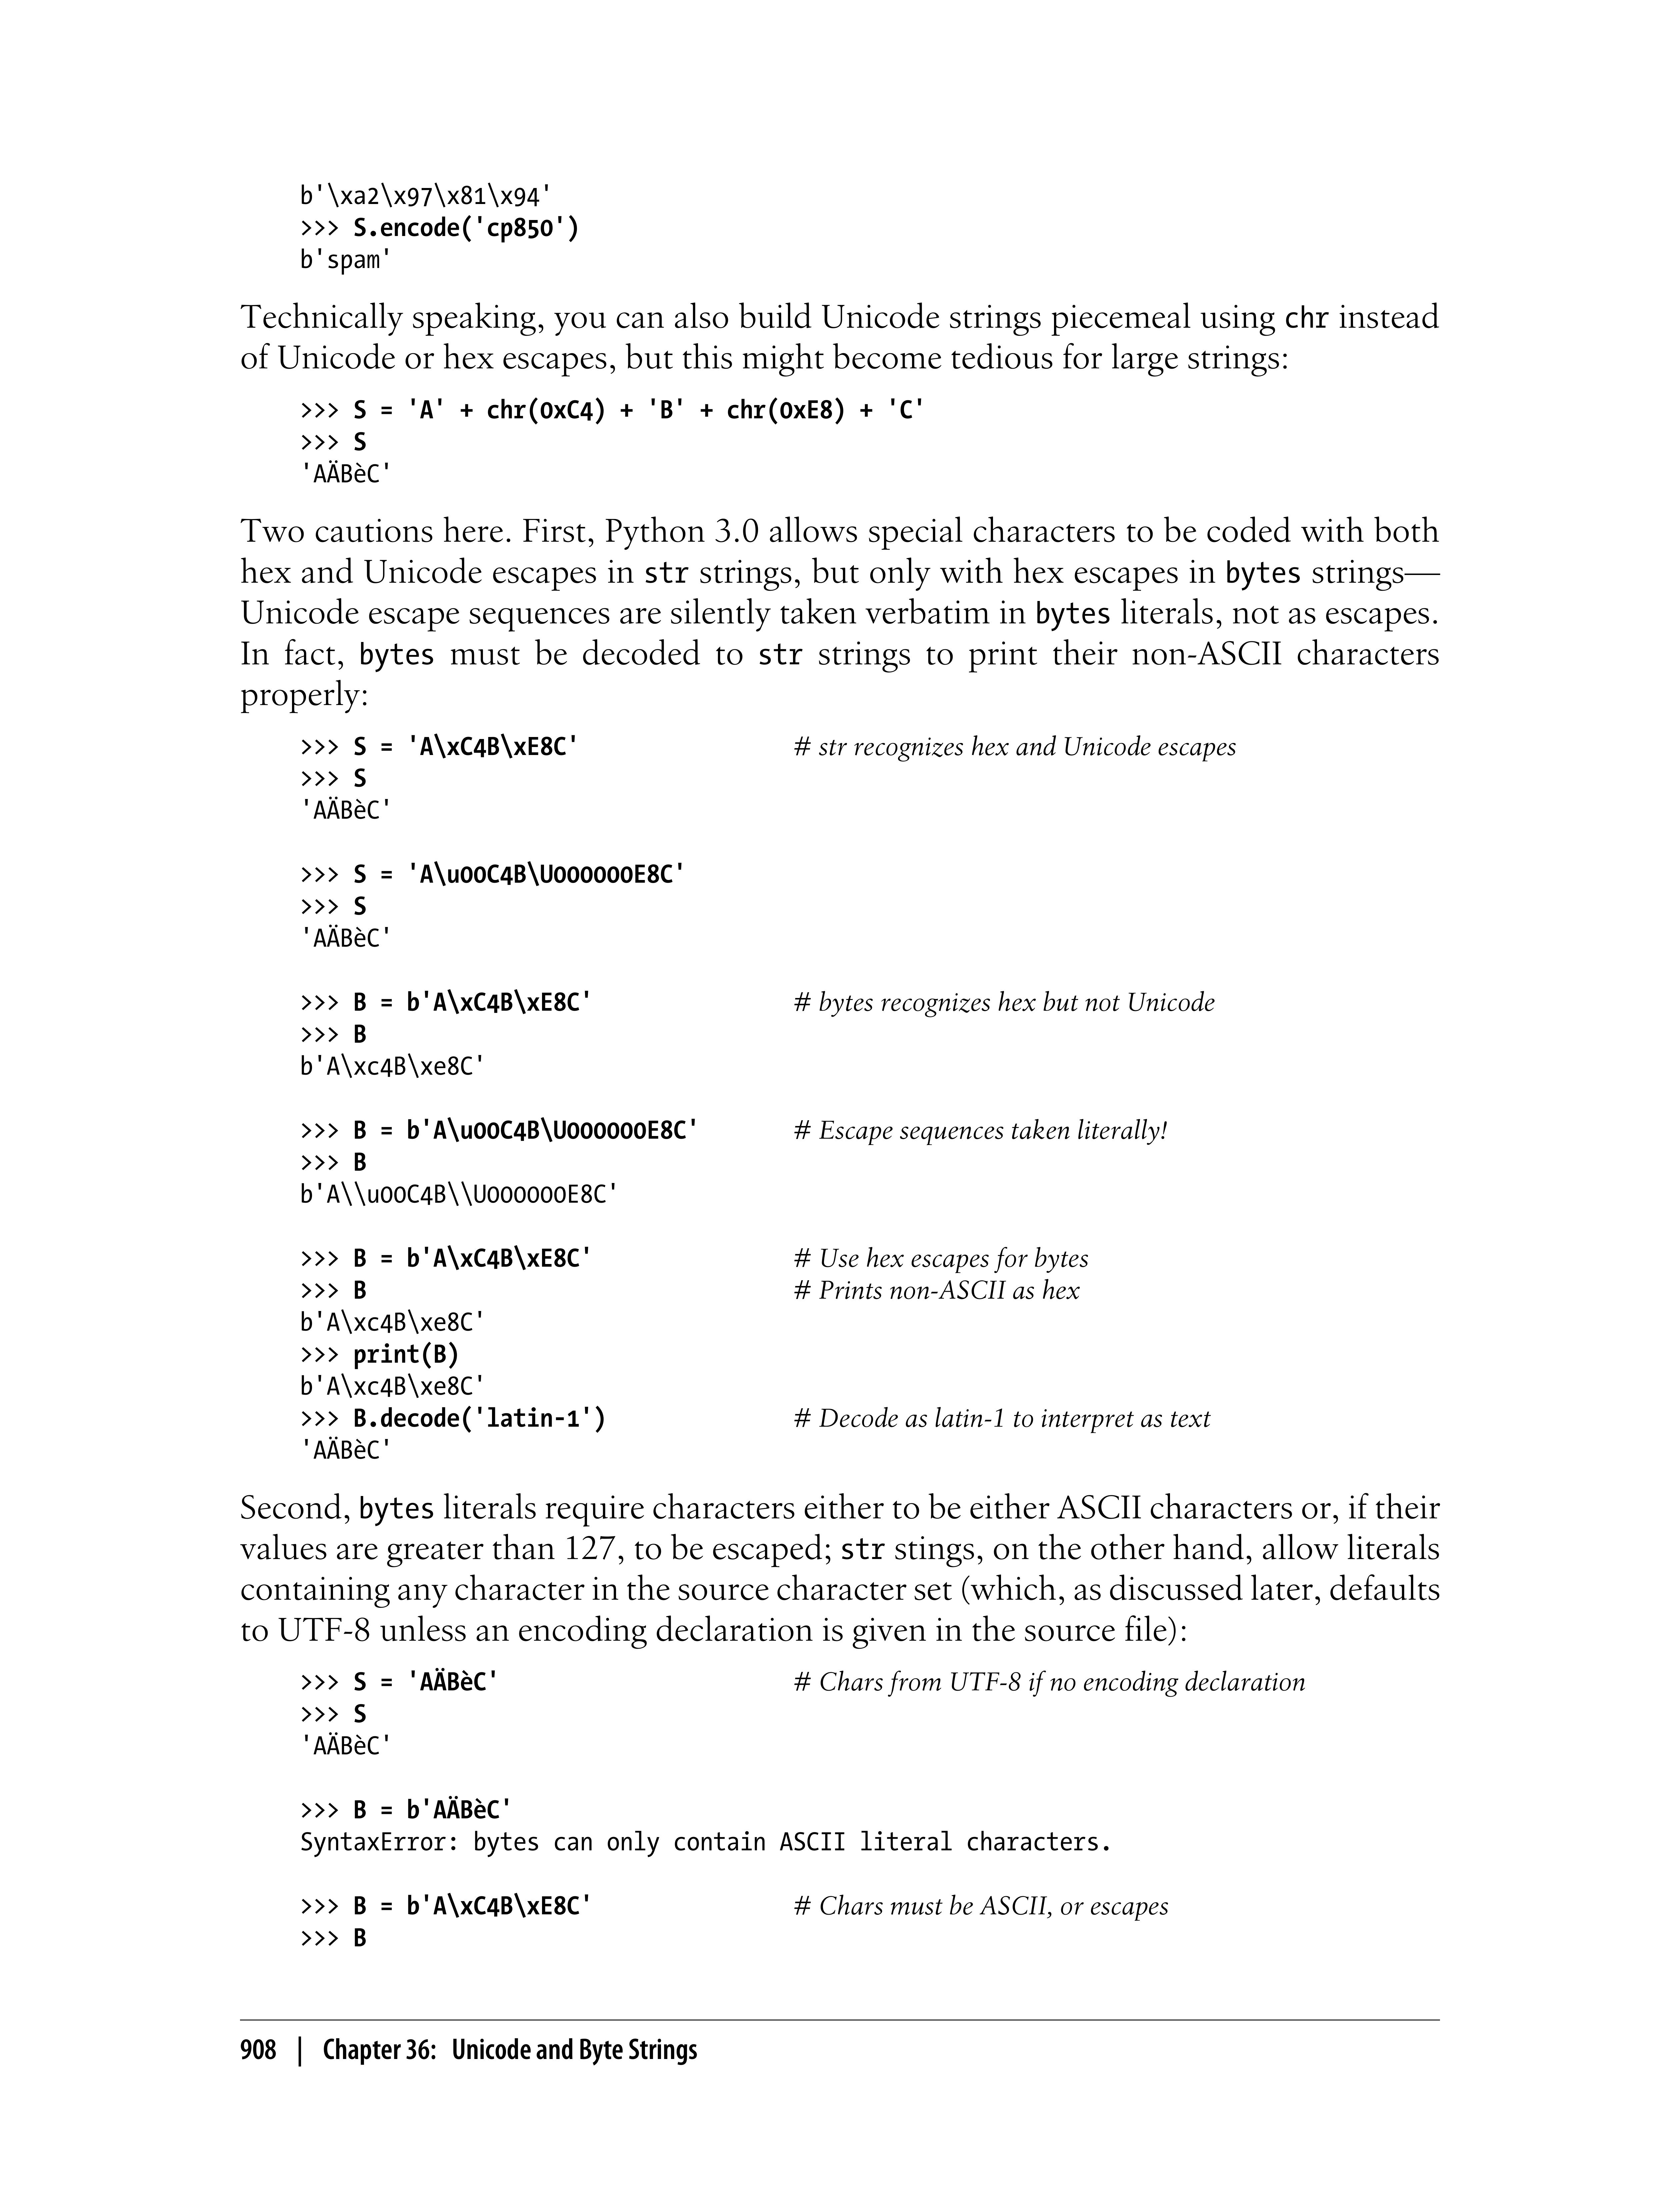 b'\xa2\x97\x81\x94'
>>> S.encode('cp850')
b'spam'
Technically speaking, you can also build Unicode strings piecemeal using chr instead
of Unicode or hex escapes, but this might become tedious for large strings:
>>> S = 'A' + chr(0xC4) + 'B' + chr(0xE8) + 'C'
>>> S
'AÄBèC'
Two cautions here. First, Python 3.0 allows special characters to be coded with both
hex and Unicode escapes in str strings, but only with hex escapes in bytes strings—
Unicode escape sequences are silently taken verbatim in bytes literals, not as escapes.
In fact, bytes must be decoded to str strings to print their non-ASCII characters
properly:
>>> S = 'A\xC4B\xE8C' # str recognizes hex and Unicode escapes
>>> S
'AÄBèC'
>>> S = 'A\u00C4B\U000000E8C'
>>> S
'AÄBèC'
>>> B = b'A\xC4B\xE8C' # bytes recognizes hex but not Unicode
>>> B
b'A\xc4B\xe8C'
>>> B = b'A\u00C4B\U000000E8C' # Escape sequences taken literally!
>>> B
b'A\\u00C4B\\U000000E8C'
>>> B = b'A\xC4B\xE8C' # Use hex escapes for bytes
>>> B # Prints non-ASCII as hex
b'A\xc4B\xe8C'
>>> print(B)
b'A\xc4B\xe8C'
>>> B.decode('latin-1') # Decode as latin-1 to interpret as text
'AÄBèC'
Second, bytes literals require characters either to be either ASCII characters or, if their
values are greater than 127, to be escaped; str stings, on the other hand, allow literals
containing any character in the source character set (which, as discussed later, defaults
to UTF-8 unless an encoding declaration is given in the source file):
>>> S = 'AÄBèC' # Chars from UTF-8 if no encoding declaration
>>> S
'AÄBèC'
>>> B = b'AÄBèC'
SyntaxError: bytes can only contain ASCII literal characters.
>>> B = b'A\xC4B\xE8C' # Chars must be ASCII, or escapes
>>> B
908 | Chapter 36: Unicode and Byte Strings